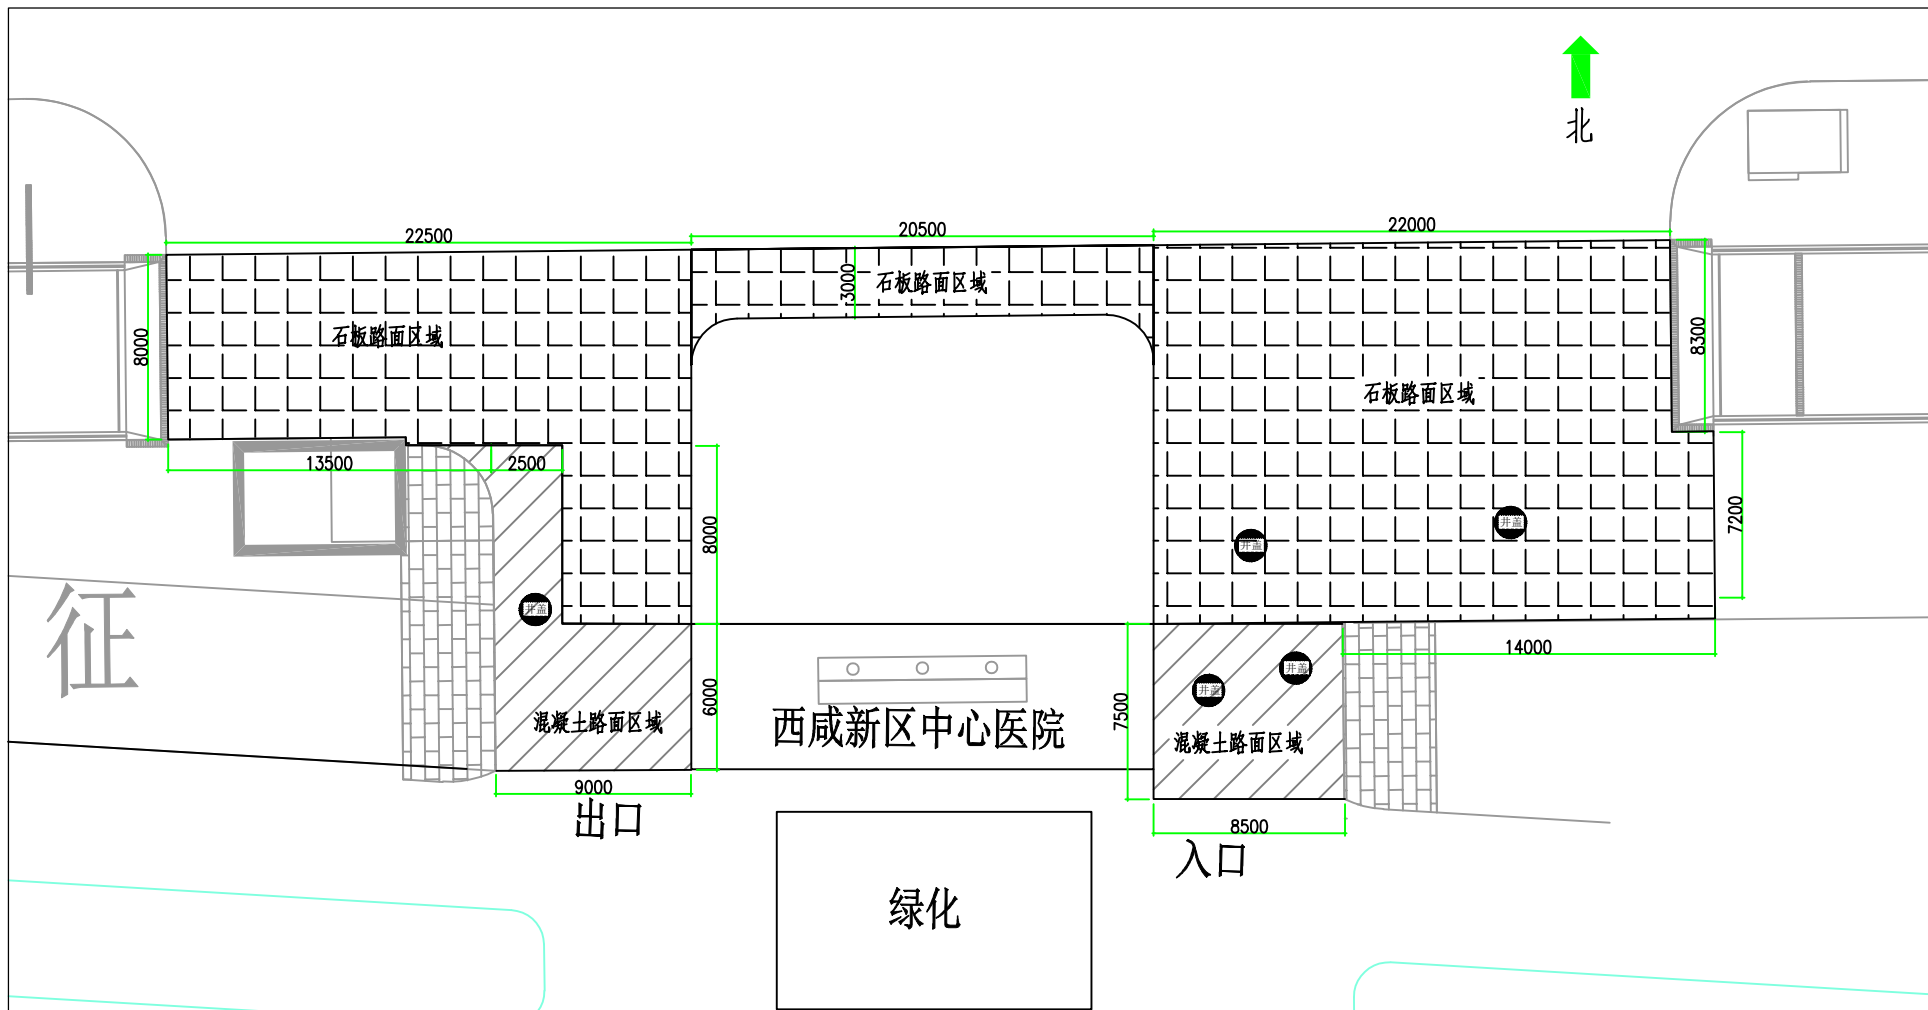 北
22500
20500
22000
3000
石板路面区域
石板路面区域
8000
8300
石板路面区域
13500
2500
8000
7200
井盖
井盖
井盖
征
14000
井盖
井盖
6000
7500
混凝土路面区域
西咸新区中心医院
混凝土路面区域
9000
出口
8500
入口
绿化